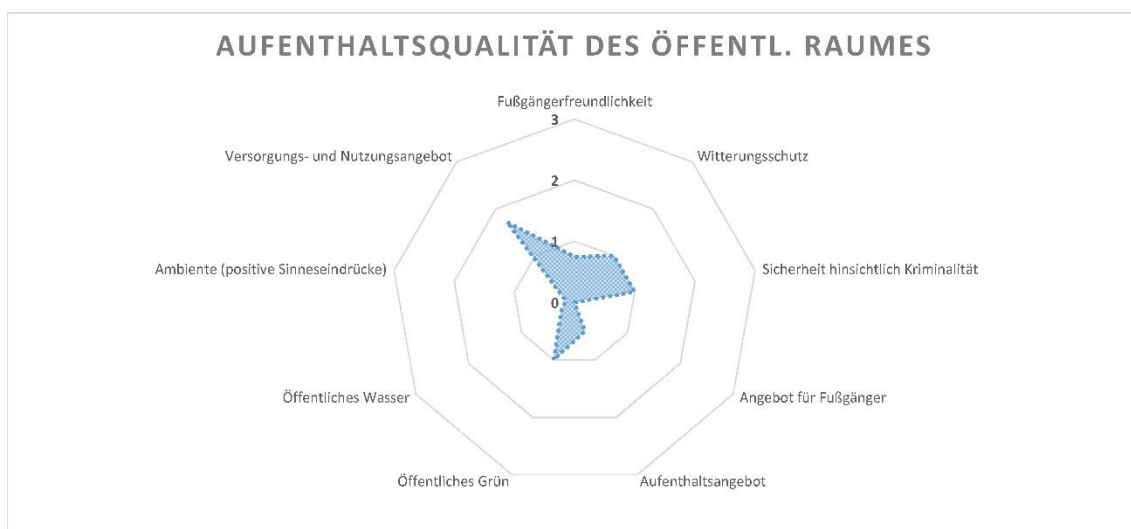 AUFENTHALTSQUALITÄT DES ÖFFENTL. RAUMES
Fußgängerfreundlichkeit
3
Versorgungs- und Nutzungsangebot
Witterungsschutz
2
1
Ambiente (positive Sinneseindrücke)
Sicherheit hinsichtlich Kriminalität
0
Öffentliches Wasser
Angebot für Fußgänger
Öffentliches Grün
Aufenthaltsangebot